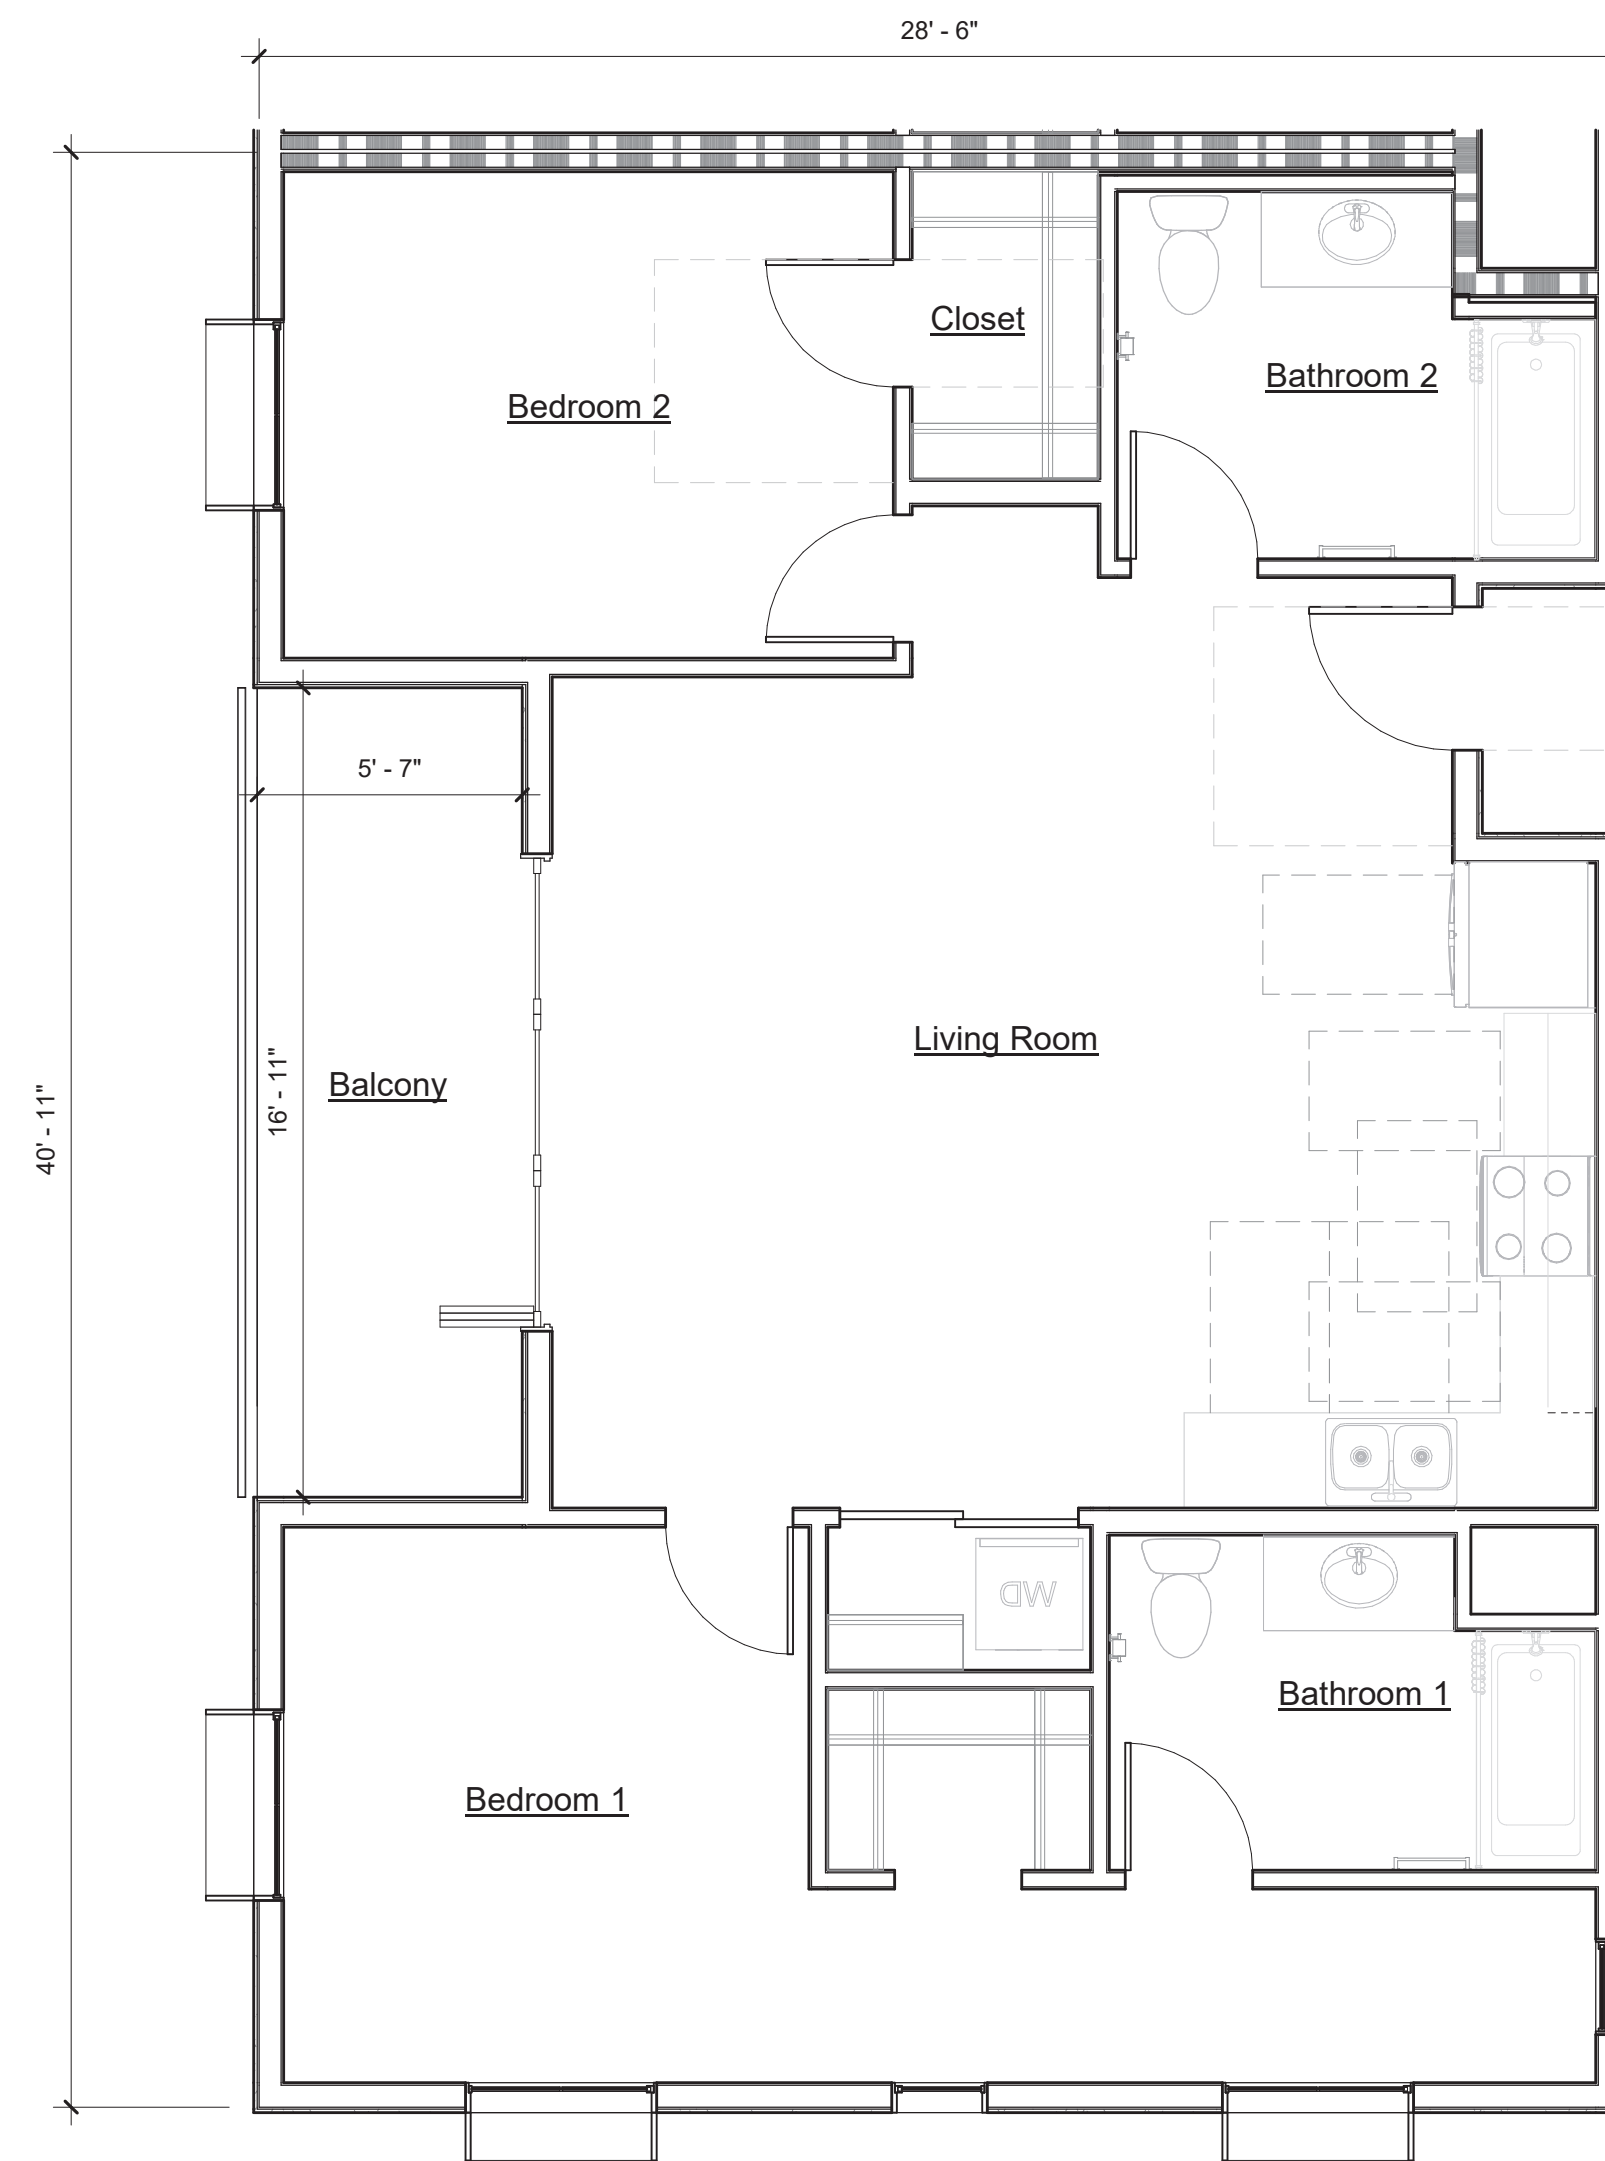 28' - 6"
Closet
Bathroom 2
Bedroom 2
5' - 7"
Living Room
Balcony
16' - 11"
40' - 11"
WD
Bathroom 1
Bedroom 1